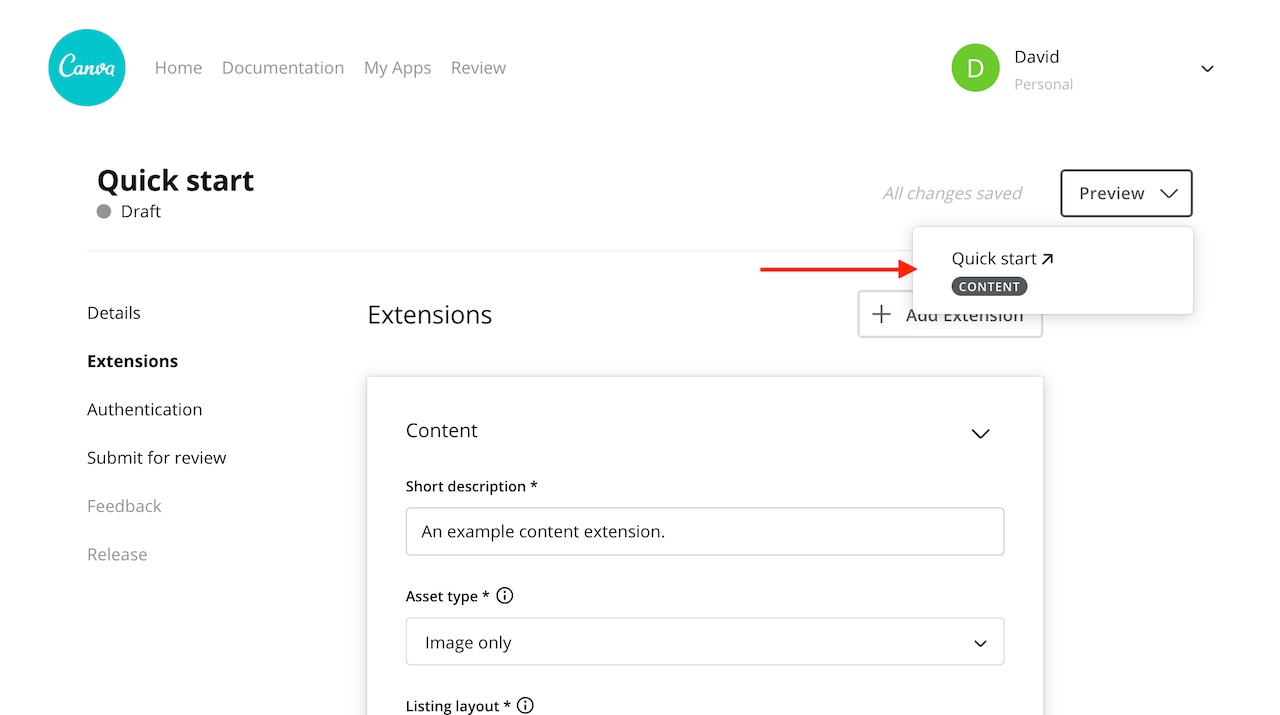 Canva
Home Documentation My Apps Review
D
David
Personal
Quick start
Draft
All changes saved
Preview
Quick start
CONTENT
Details
Extensions
Authentication
Submit for review
Feedback
Release
Extensions
Add Extension
Content
Short description *
An example content extension.
Asset type *
Image only
Listing layout *